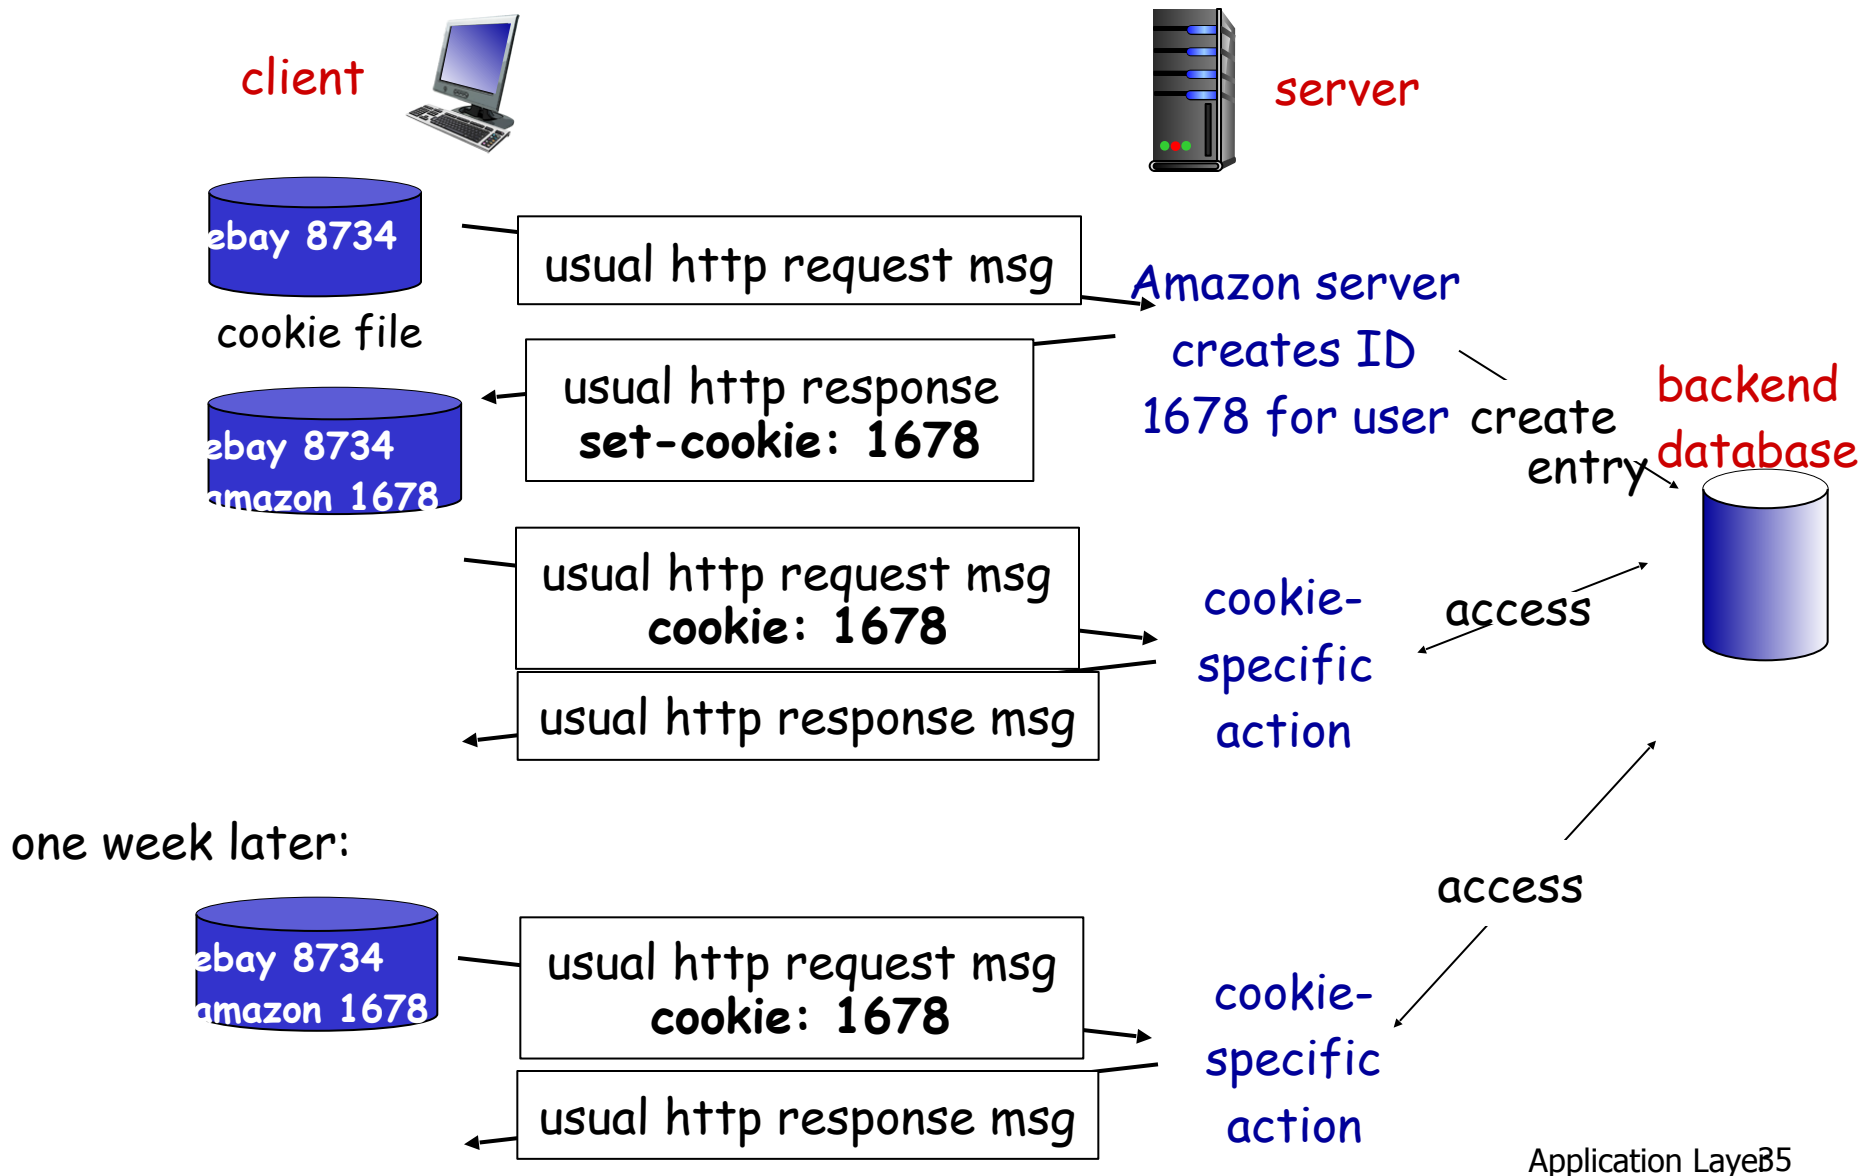 client
server
ebay 8734
usual http request msg
cookie file
Amazon server
creates ID
1678 for user
usual http response
set-cookie: 1678
create
entry
backend
database
ebay 8734
amazon 1678
usual http request msg
cookie: 1678
cookie-
specific
action
access
usual http response msg
one week later:
access
ebay 8734
amazon 1678
usual http request msg
cookie: 1678
cookie-
specific
action
usual http response msg
Application Layer 35